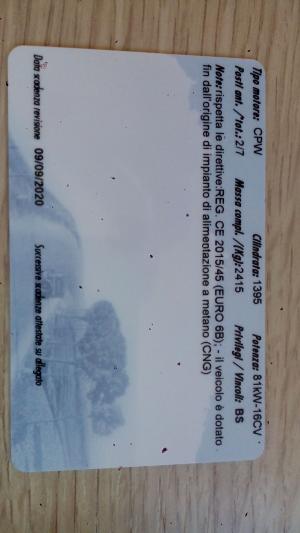 Tipo motore: CPW Cilindrata: 1395 Potenza: 81kW-16CV
Posti ant. /*tot.: 2/7 Massa compl. /(Kg):2415 Privilegi / Vincoli: BS
Note:rispetta le direttive:REG. CE 2015/45 (EURO 6B); - il veicolo è dotato
fin dall'origine di impianto di alimentazione a metano (CNG)
Data scadenza revisione 09/09/2020 Successive scadenze attestate su allegato